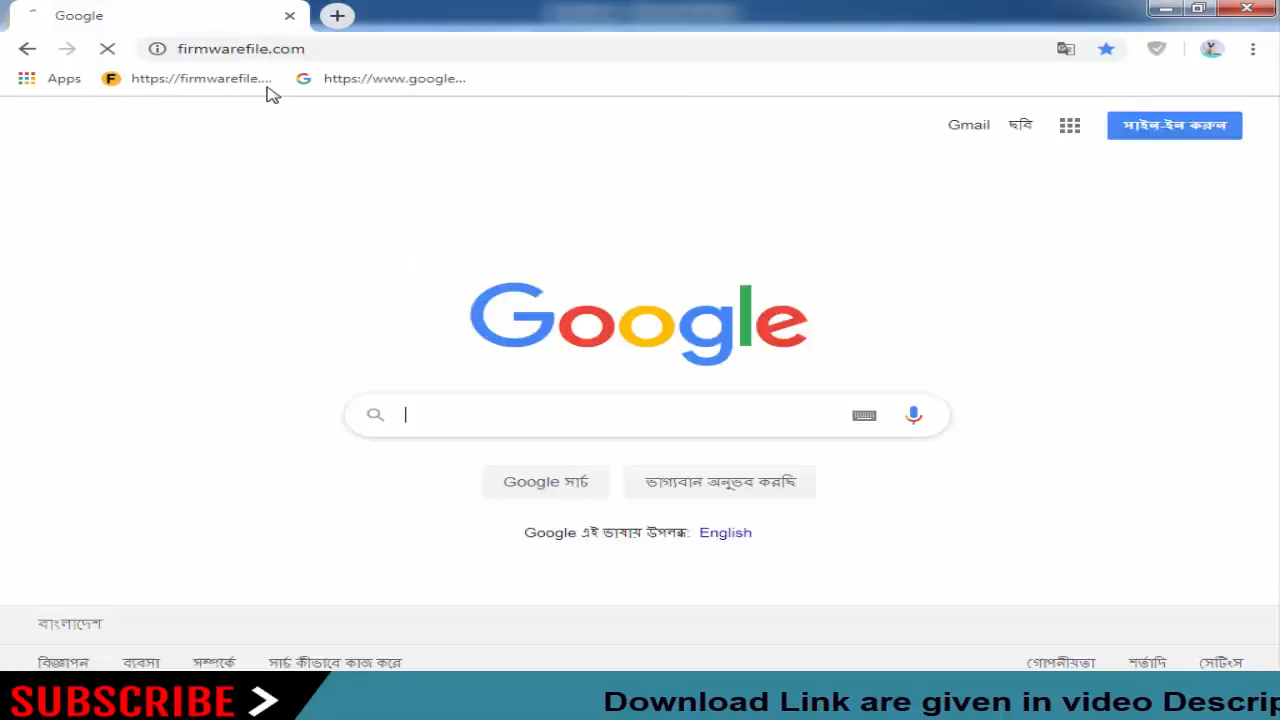 Google
firmwarefile.com
Apps
https://firmwarefile....
https://www.google...
Gmail
ছবি
সাইন-ইন করুন
Google
Google সার্চ
ভাগ্যবান অনুভব করছি
Google এই ভাষায় উপলব্ধ: English
বাংলাদেশ
বিজ্ঞাপন
ব্যবসা
সম্পর্কে
সার্চ কীভাবে কাজ করে
গোপনীয়তা
শর্তাদি
সেটিংস
SUBSCRIBE
Download Link are given in video Descrip